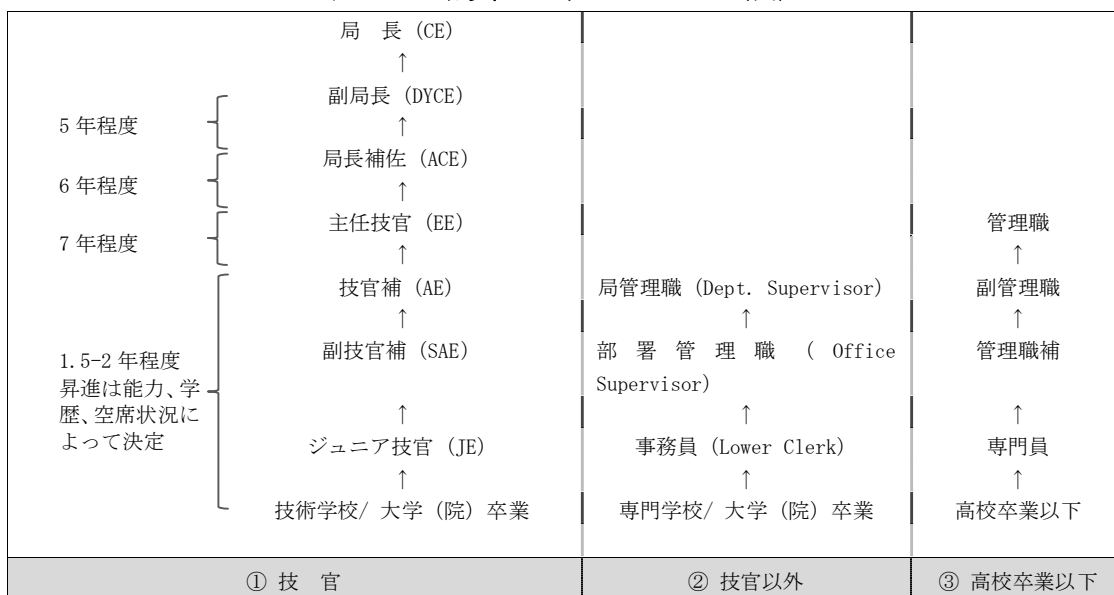 局　長 (CE)
↑
副局長 (DYCE)
5 年程度
↑
局長補佐 (ACE)
6 年程度
↑
主任技官 (EE)
管理職
7 年程度
↑
↑
技官補 (AE)
局管理職 (Dept. Supervisor)
副管理職
↑
↑
↑
副技官補 (SAE)
部 署 管 理 職 ( Office
Supervisor)
管理職補
1.5-2 年程度
昇進は能力、学
歴、空席状況に
よって決定
↑
↑
↑
ジュニア技官 (JE)
事務員 (Lower Clerk)
専門員
↑
↑
↑
技術学校/ 大学 (院) 卒業
専門学校/ 大学 (院) 卒業
高校卒業以下
① 技　官
② 技官以外
③ 高校卒業以下